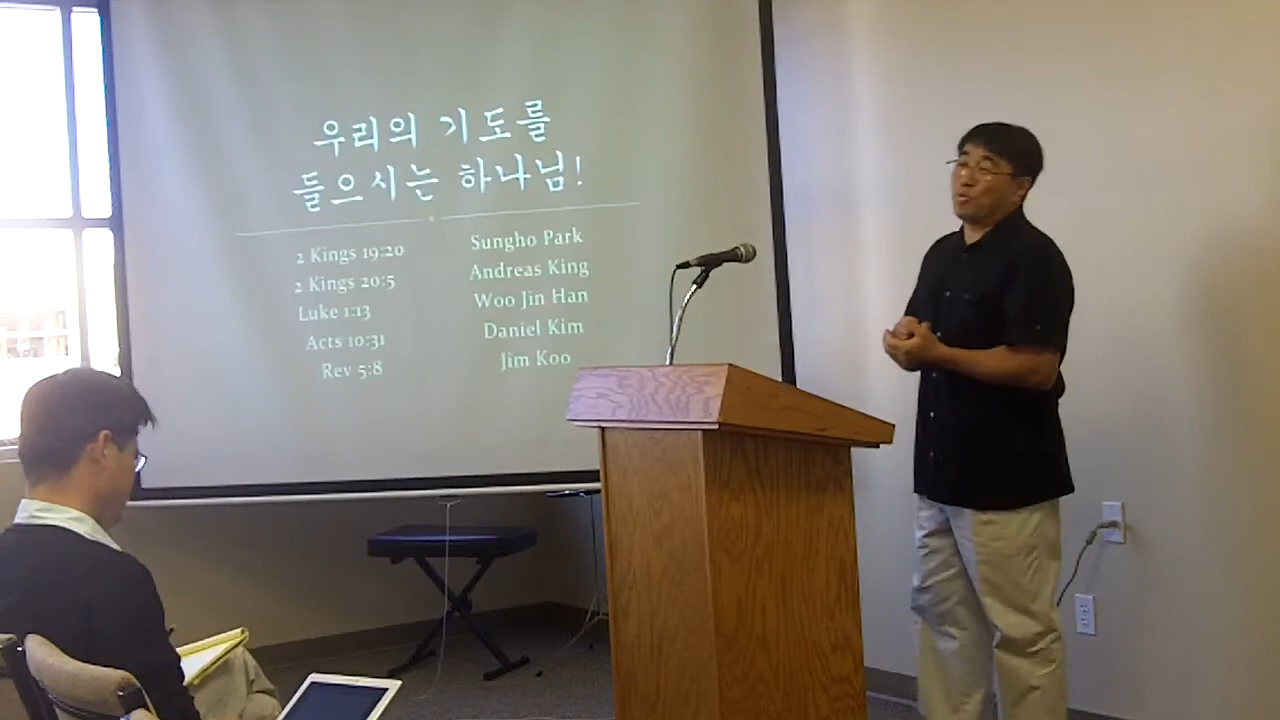 우리의 기도를
들으시는 하나님!
2 Kings 19:20 Sungho Park
2 Kings 20:5 Andreas King
Luke 1:13 Woo Jin Han
Acts 10:31 Daniel Kim
Rev 5:8 Jim Koo